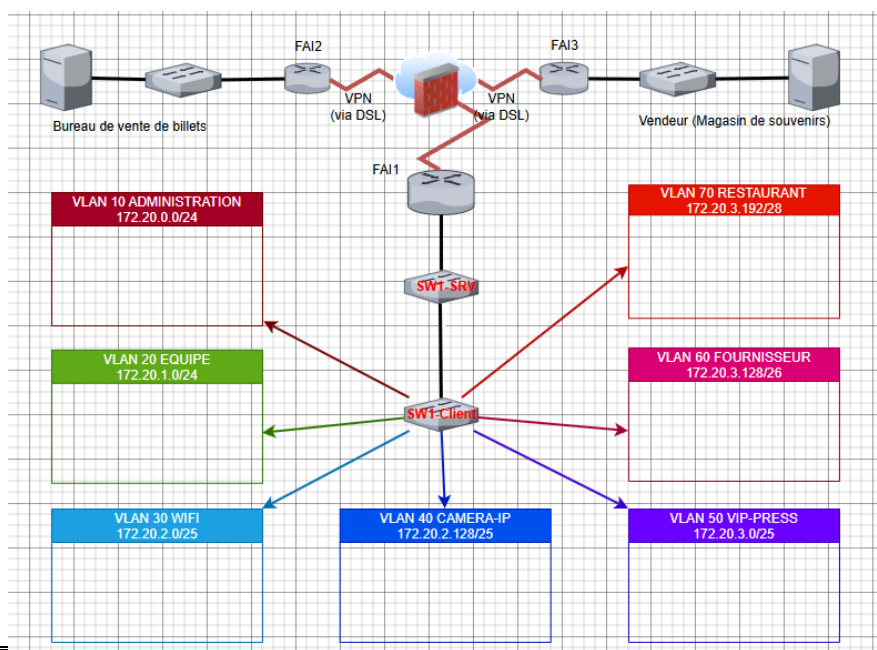 FAI2
FAI3
VPN
(via DSL)
VPN
(via DSL)
Bureau de vente de billets
Vendeur (Magasin de souvenirs)
FAI1
VLAN 10 ADMINISTRATION
172.20.0.0/24
VLAN 70 RESTAURANT
172.20.3.192/28
SW1-SRV
VLAN 20 EQUIPE
172.20.1.0/24
VLAN 60 FOURNISSEUR
172.20.3.128/26
SW1-Client
VLAN 30 WIFI
172.20.2.0/25
VLAN 40 CAMERA-IP
172.20.2.128/25
VLAN 50 VIP-PRESS
172.20.3.0/25